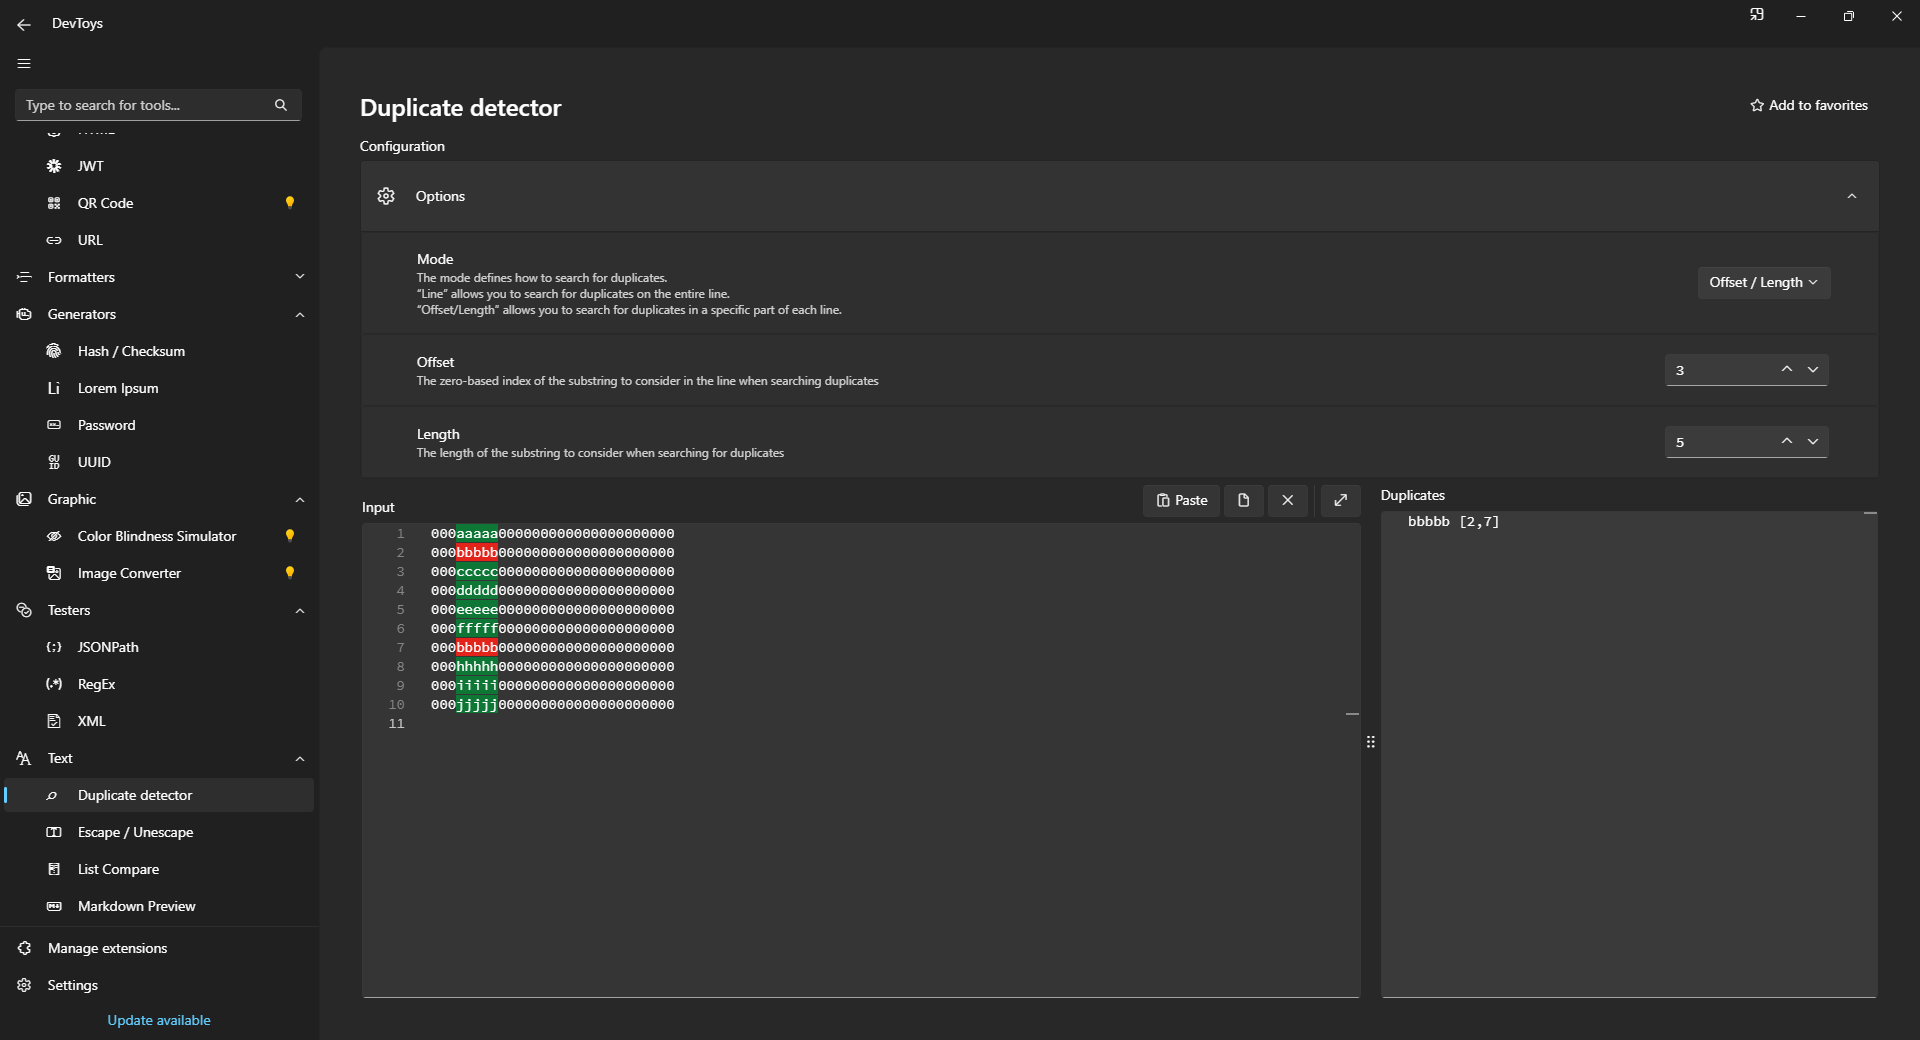 DevToys
Type to search for tools...
JWT
QR Code
URL
Formatters
Generators
Hash / Checksum
Lorem Ipsum
Password
UUID
Graphic
Color Blindness Simulator
Image Converter
Testers
JSONPath
RegEx
XML
Text
Duplicate detector
Escape / Unescape
List Compare
Markdown Preview
Manage extensions
Settings
Update available
Duplicate detector
Add to favorites
Configuration
Options
Mode
The mode defines how to search for duplicates.
"Line" allows you to search for duplicates on the entire line.
"Offset/Length" allows you to search for duplicates in a specific part of each line.
Offset / Length
Offset
The zero-based index of the substring to consider in the line when searching duplicates
3
Length
The length of the substring to consider when searching for duplicates
5
Input
Paste
1 000aaaaa000000000000000000000
2 000bbbbb000000000000000000000
3 000ccccc000000000000000000000
4 000ddddd000000000000000000000
5 000eeeee000000000000000000000
6 000fffff000000000000000000000
7 000bbbbb000000000000000000000
8 000hhhhh000000000000000000000
9 000iiiii000000000000000000000
10 000jjjjj000000000000000000000
11
Duplicates
bbbbb [2,7]